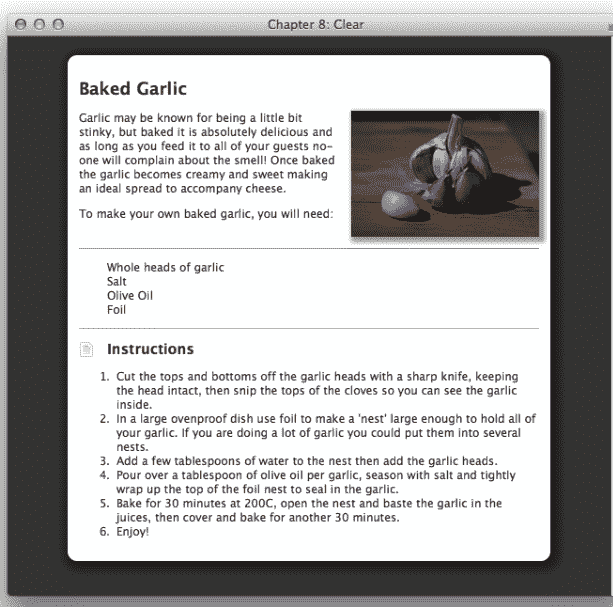 Chapter 8: Clear
Baked Garlic
Garlic may be known for being a little bit
stinky, but baked it is absolutely delicious and
as long as you feed it to all of your guests no-
one will complain about the smell! Once baked
the garlic becomes creamy and sweet making
an ideal spread to accompany cheese.
To make your own baked garlic, you will need:
Whole heads of garlic
Salt
Olive Oil
Foil
Instructions
1. Cut the tops and bottoms off the garlic heads with a sharp knife, keeping
the head intact, then snip the tops of the cloves so you can see the garlic
inside.
2. In a large ovenproof dish use foil to make a 'nest' large enough to hold all of
your garlic. If you are doing a lot of garlic you could put them into several
nests.
3. Add a few tablespoons of water to the nest then add the garlic heads.
4. Pour over a tablespoon of olive oil per garlic, season with salt and tightly
wrap up the top of the foil nest to seal in the garlic.
5. Bake for 30 minutes at 200C, open the nest and baste the garlic in the
juices, then cover and bake for another 30 minutes.
6. Enjoy!